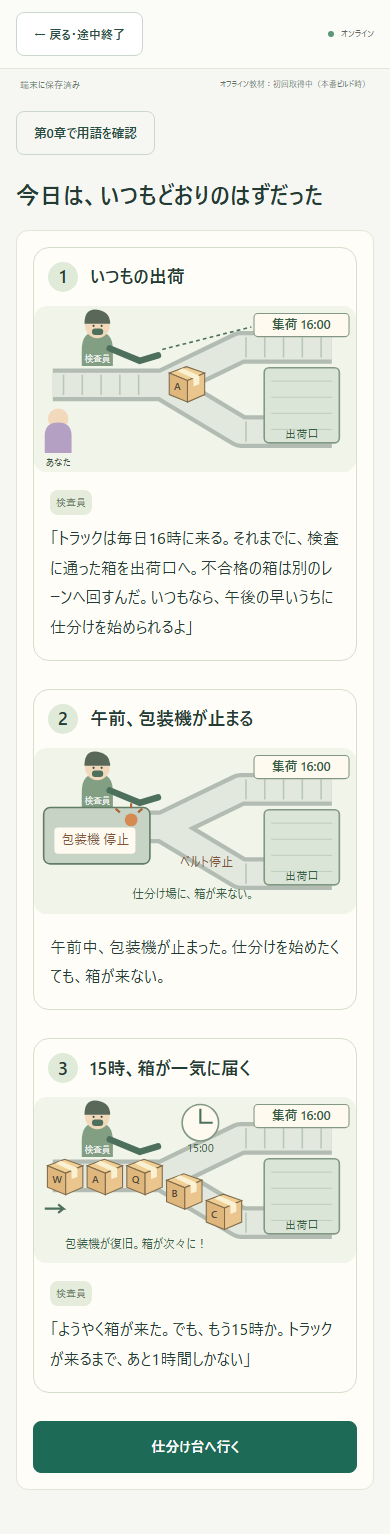 ← 戻る・途中終了
オンライン
端末に保存済み
オフライン教材：初回取得中（本番ビルド時）
第0章で用語を確認
今日は、いつもどおりのはずだった
1 いつもの出荷
集荷 16:00
検査員
A
出荷口
あなた
検査員
「トラックは毎日16時に来る。それまでに、検査
に通った箱を出荷口へ。不合格の箱は別のレ
ーンへ回すんだ。いつもなら、午後の早いうちに
仕分けを始められるよ」
2 午前、包装機が止まる
集荷 16:00
検査員
包装機 停止
ベルト停止
出荷口
仕分け場に、箱が来ない。
午前中、包装機が止まった。仕分けを始めたく
ても、箱が来ない。
3 15時、箱が一気に届く
集荷 16:00
検査員
15:00
W A Q B C
出荷口
包装機が復旧。箱が次々に！
検査員
「ようやく箱が来た。でも、もう15時か。トラック
が来るまで、あと1時間しかない」
仕分け台へ行く